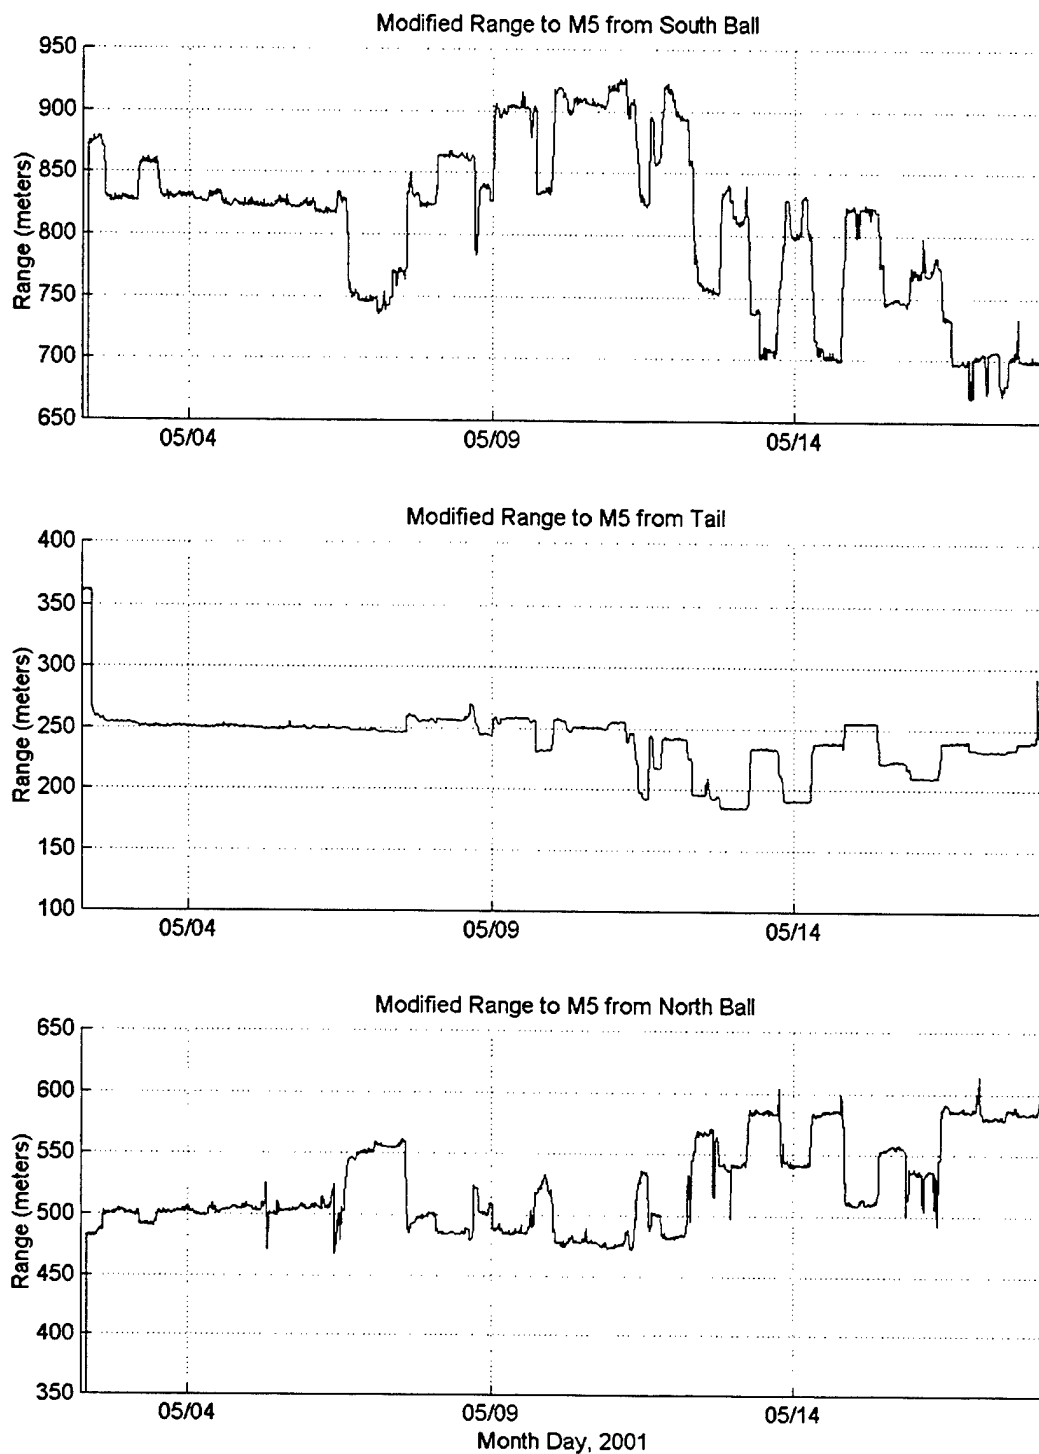 Modified Range to M5 from South Ball
950
900
850
800
750
700
650
Range (meters)
05/04 05/09 05/14
Modified Range to M5 from Tail
400
350
300
250
200
150
100
Range (meters)
05/04 05/09 05/14
Modified Range to M5 from North Ball
650
600
550
500
450
400
350
Range (meters)
05/04 05/09 05/14
Month Day, 2001